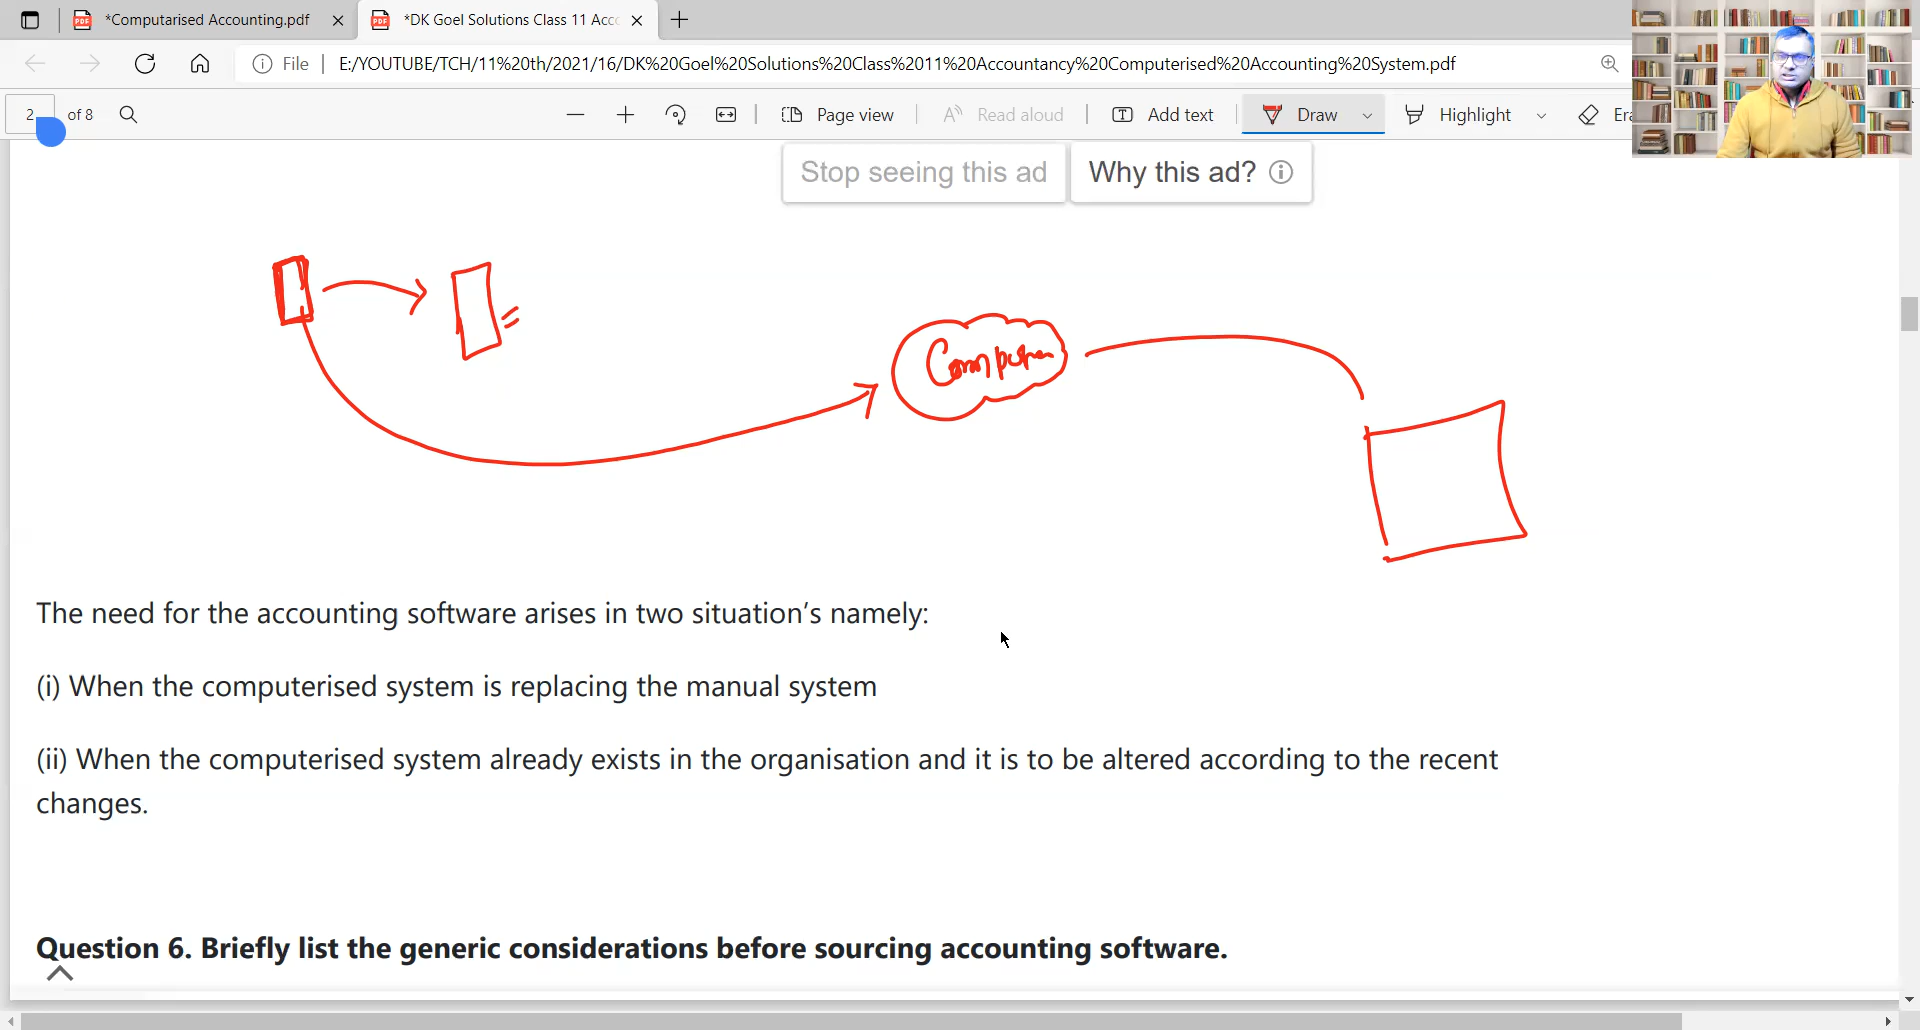 *Computarised Accounting.pdf
*DK Goel Solutions Class 11 Acc
File
E:/YOUTUBE/TCH/11%20th/2021/16/DK%20Goel%20Solutions%20Class%2011%20Accountancy%20Computerised%20Accounting%20System.pdf
2 of 8
Page view
Read aloud
Add text
Draw
Highlight
Era
Stop seeing this ad
Why this ad?
The need for the accounting software arises in two situation’s namely:
(i) When the computerised system is replacing the manual system
(ii) When the computerised system already exists in the organisation and it is to be altered according to the recent
changes.
Question 6. Briefly list the generic considerations before sourcing accounting software.